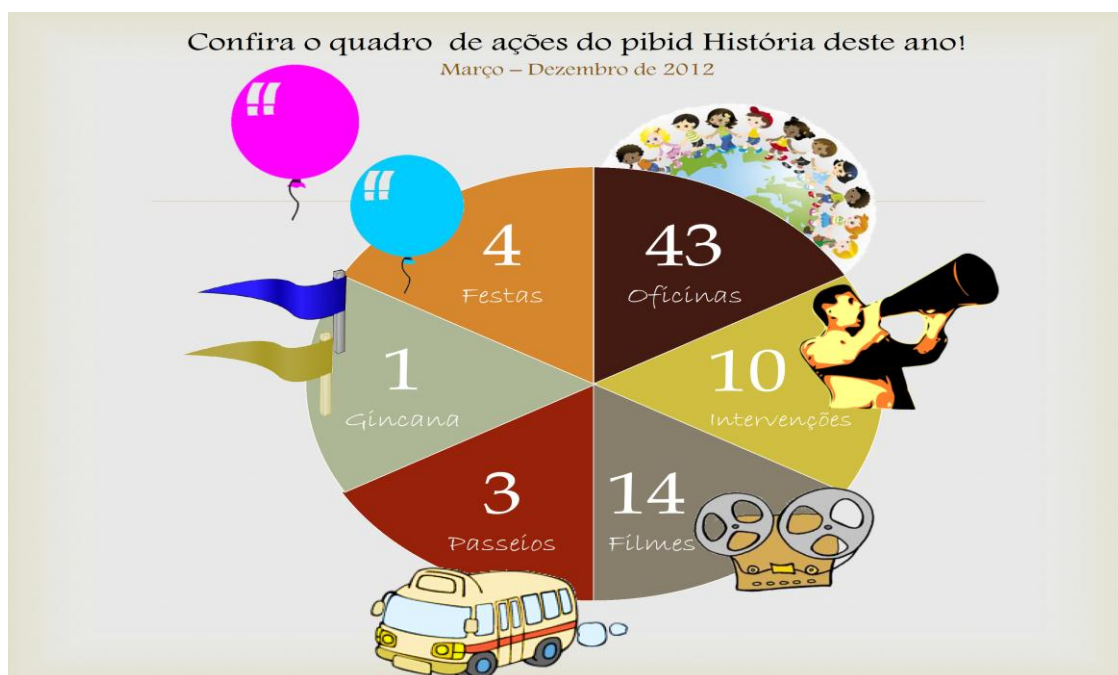 Confira o quadro de ações do pibid História deste ano!
Março – Dezembro de 2012
4
Festas
43
Oficinas
1
Gincana
10
Intervenções
3
Passeios
14
Filmes